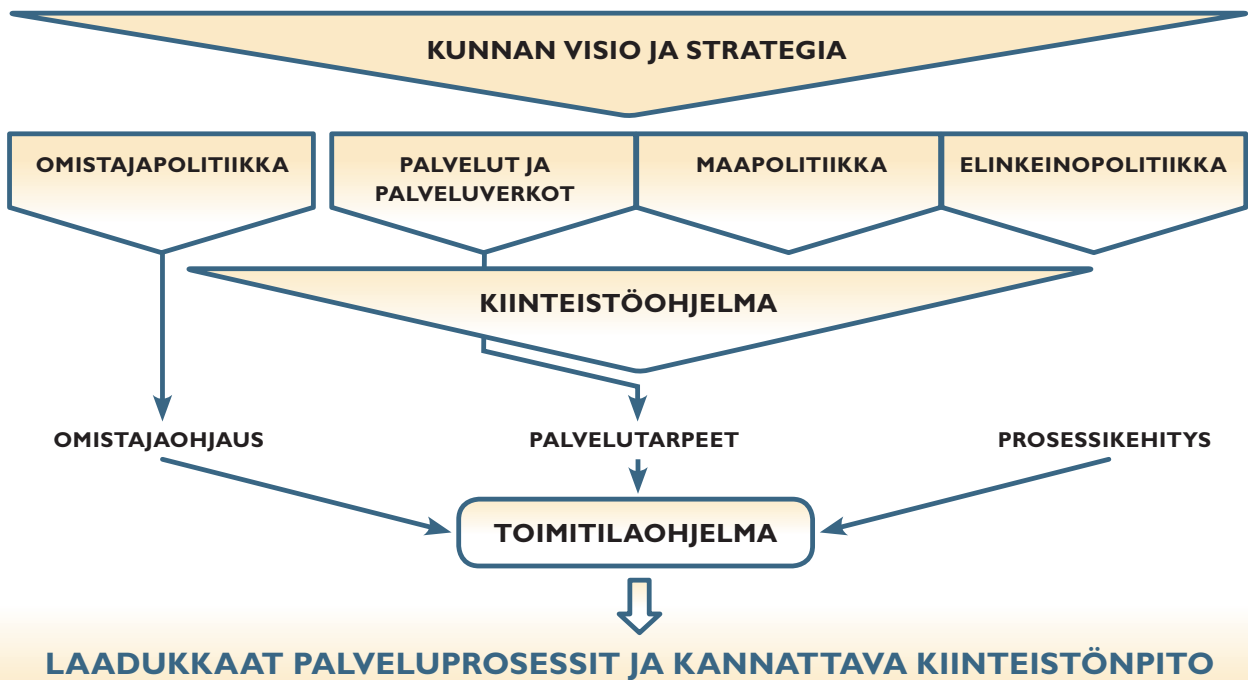 KUNNAN VISIO JA STRATEGIA
OMISTAJAPOLITIIKKA
PALVELUT JA
PALVELUVERKOT
MAAPOLITIIKKA
ELINKEINOPOLITIIKKA
KIINTEISTÖOHJELMA
OMISTAJAOHJAUS
PALVELUTARPEET
PROSESSIKEHITYS
TOIMITILAOHJELMA
LAADUKKAAT PALVELUPROSESSIT JA KANNATTAVA KIINTEISTÖNPITO